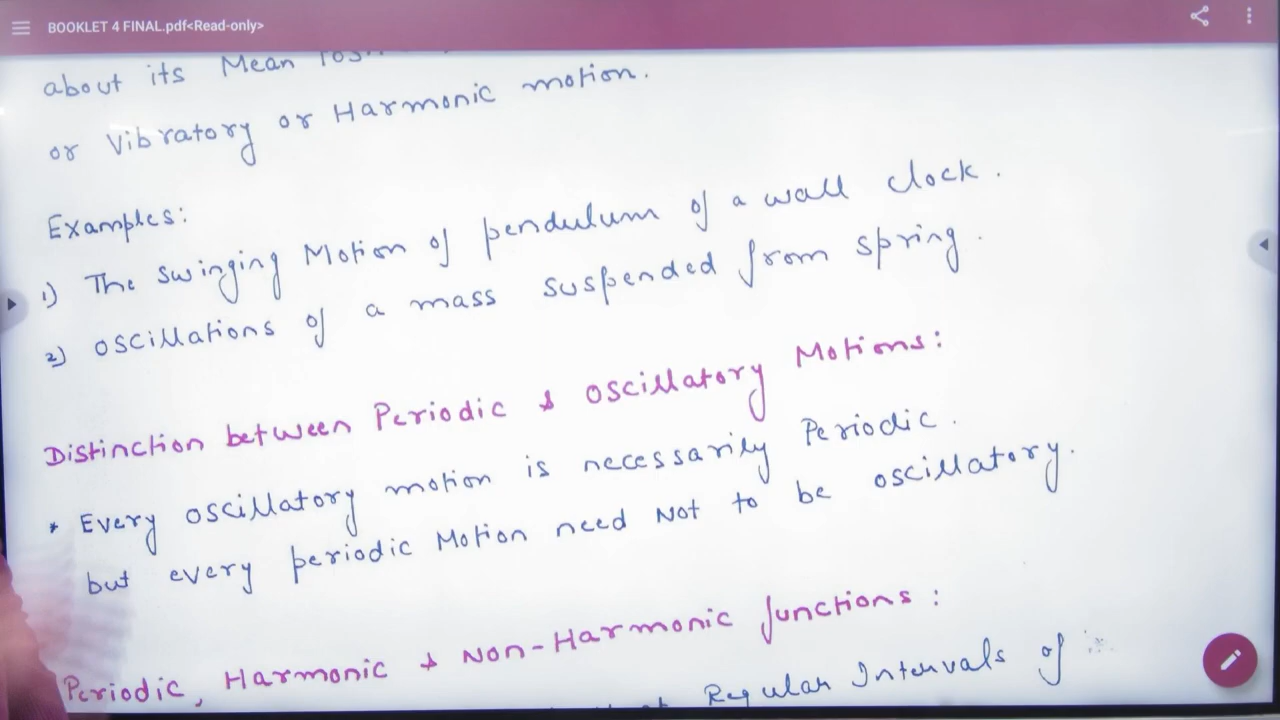 BOOKLET 4 FINAL.pdf<Read-only>
about its Mean
or Vibratory or Harmonic motion.
Examples:
1) The swinging Motion of pendulum of a wall clock.
2) oscillations of a mass suspended from spring.
Distinction between Periodic & oscillatory Motions:
* Every oscillatory motion is necessarily Periodic.
but every periodic Motion need Not to be oscillatory.
Periodic, Harmonic & Non-Harmonic functions:
Regular Intervals of